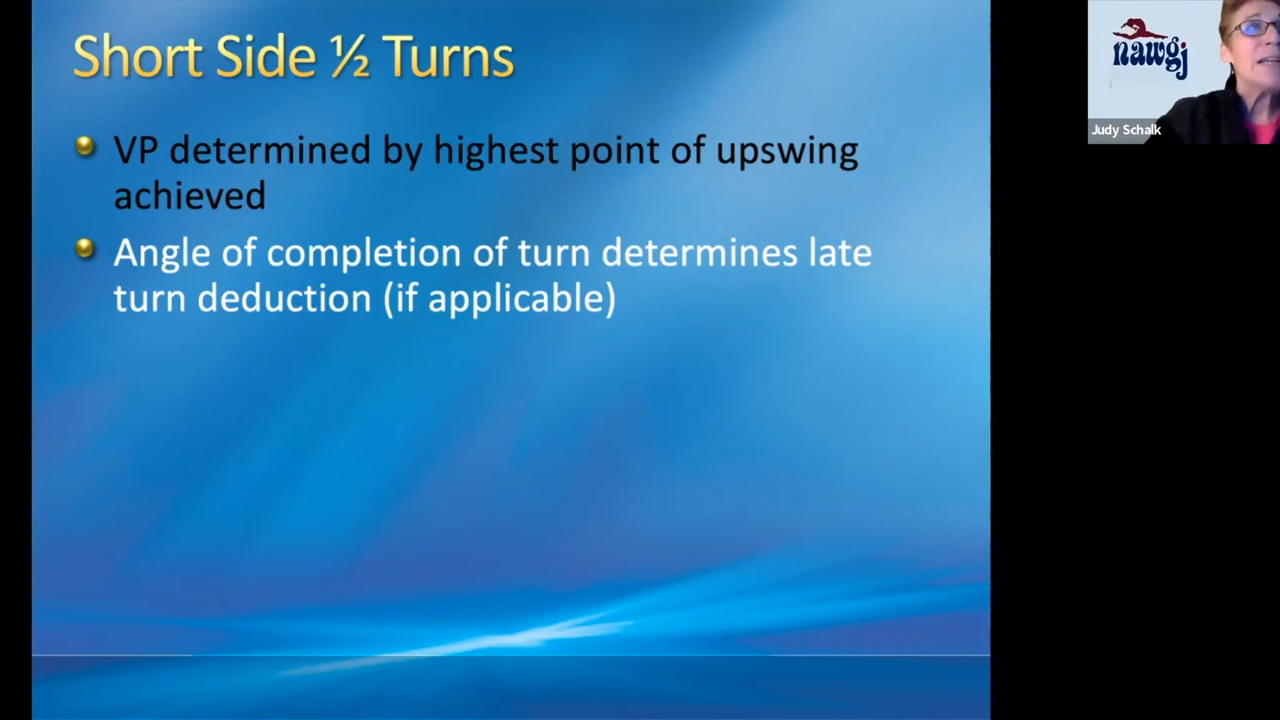 Short Side ½ Turns
VP determined by highest point of upswing
achieved
Angle of completion of turn determines late
turn deduction (if applicable)
nawgj
Judy Schalk